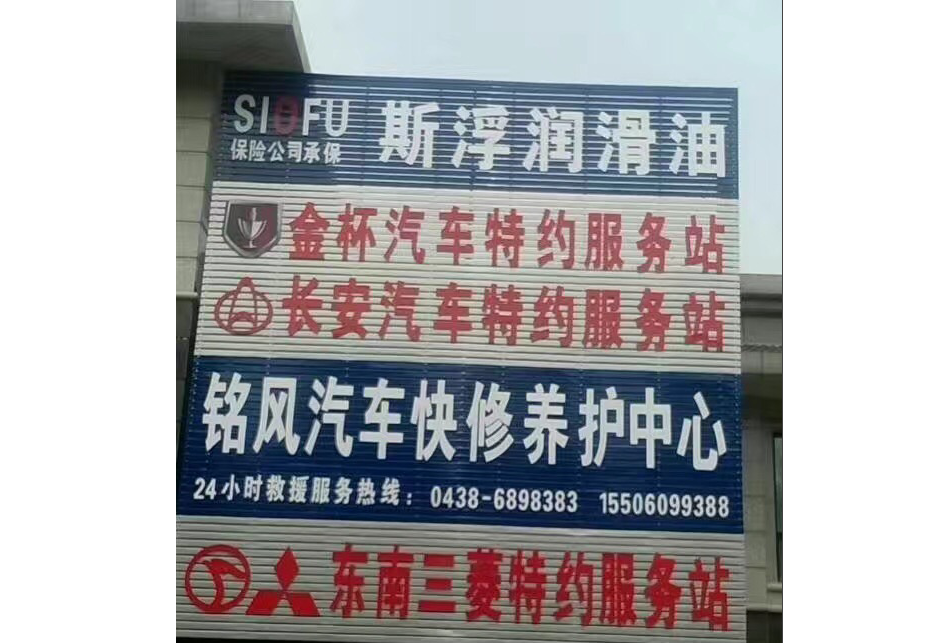 SIOFU 斯浮润滑油
保险公司承保
金杯汽车特约服务站
长安汽车特约服务站
铭风汽车快修养护中心
24小时救援服务热线：0438-6898383 15506099388
东南三菱特约服务站